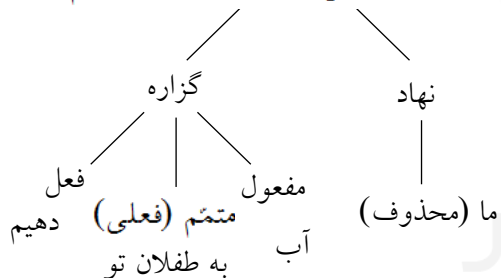 نهاد گزاره
ما (محذوف) مفعول متمّم (فعلی) فعل
آب به طفلان تو دهیم